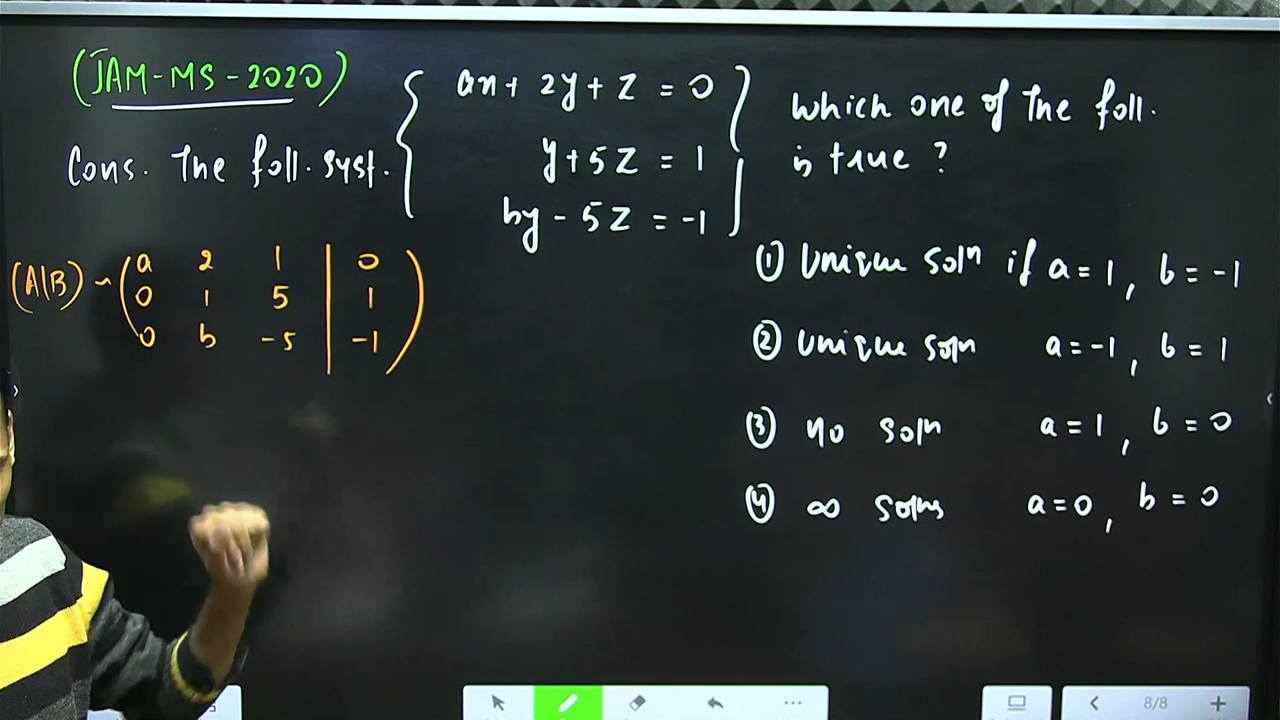 (JAM-MS-2020)
Cons. The foll. syst.
ax + 2y + z = 0
y + 5z = 1
by - 5z = -1
Which one of the foll.
is true ?
(A|B) ~ (a 2 1 | 0
0 1 5 | 1
0 b -5 | -1)
① Unique soln if a = 1, b = -1
② Unique soln a = -1, b = 1
③ no soln a = 1, b = 0
④ ∞ solns a = 0, b = 0
8/8